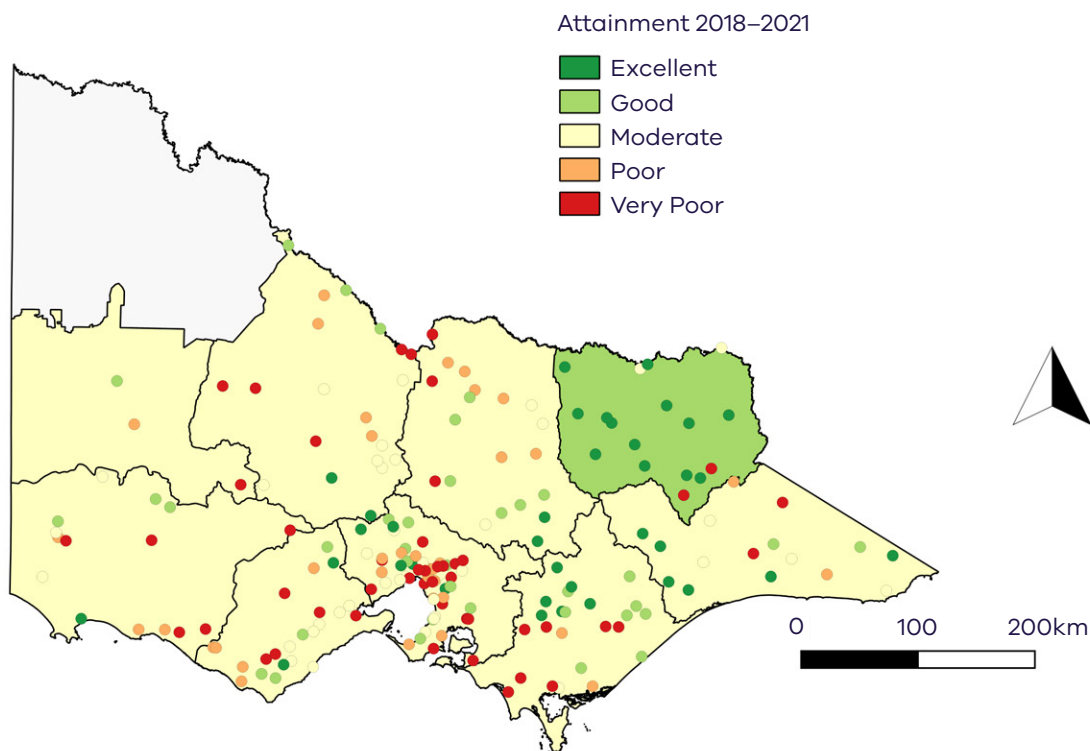 Attainment 2018–2021
Excellent
Good
Moderate
Poor
Very Poor
0 100 200km